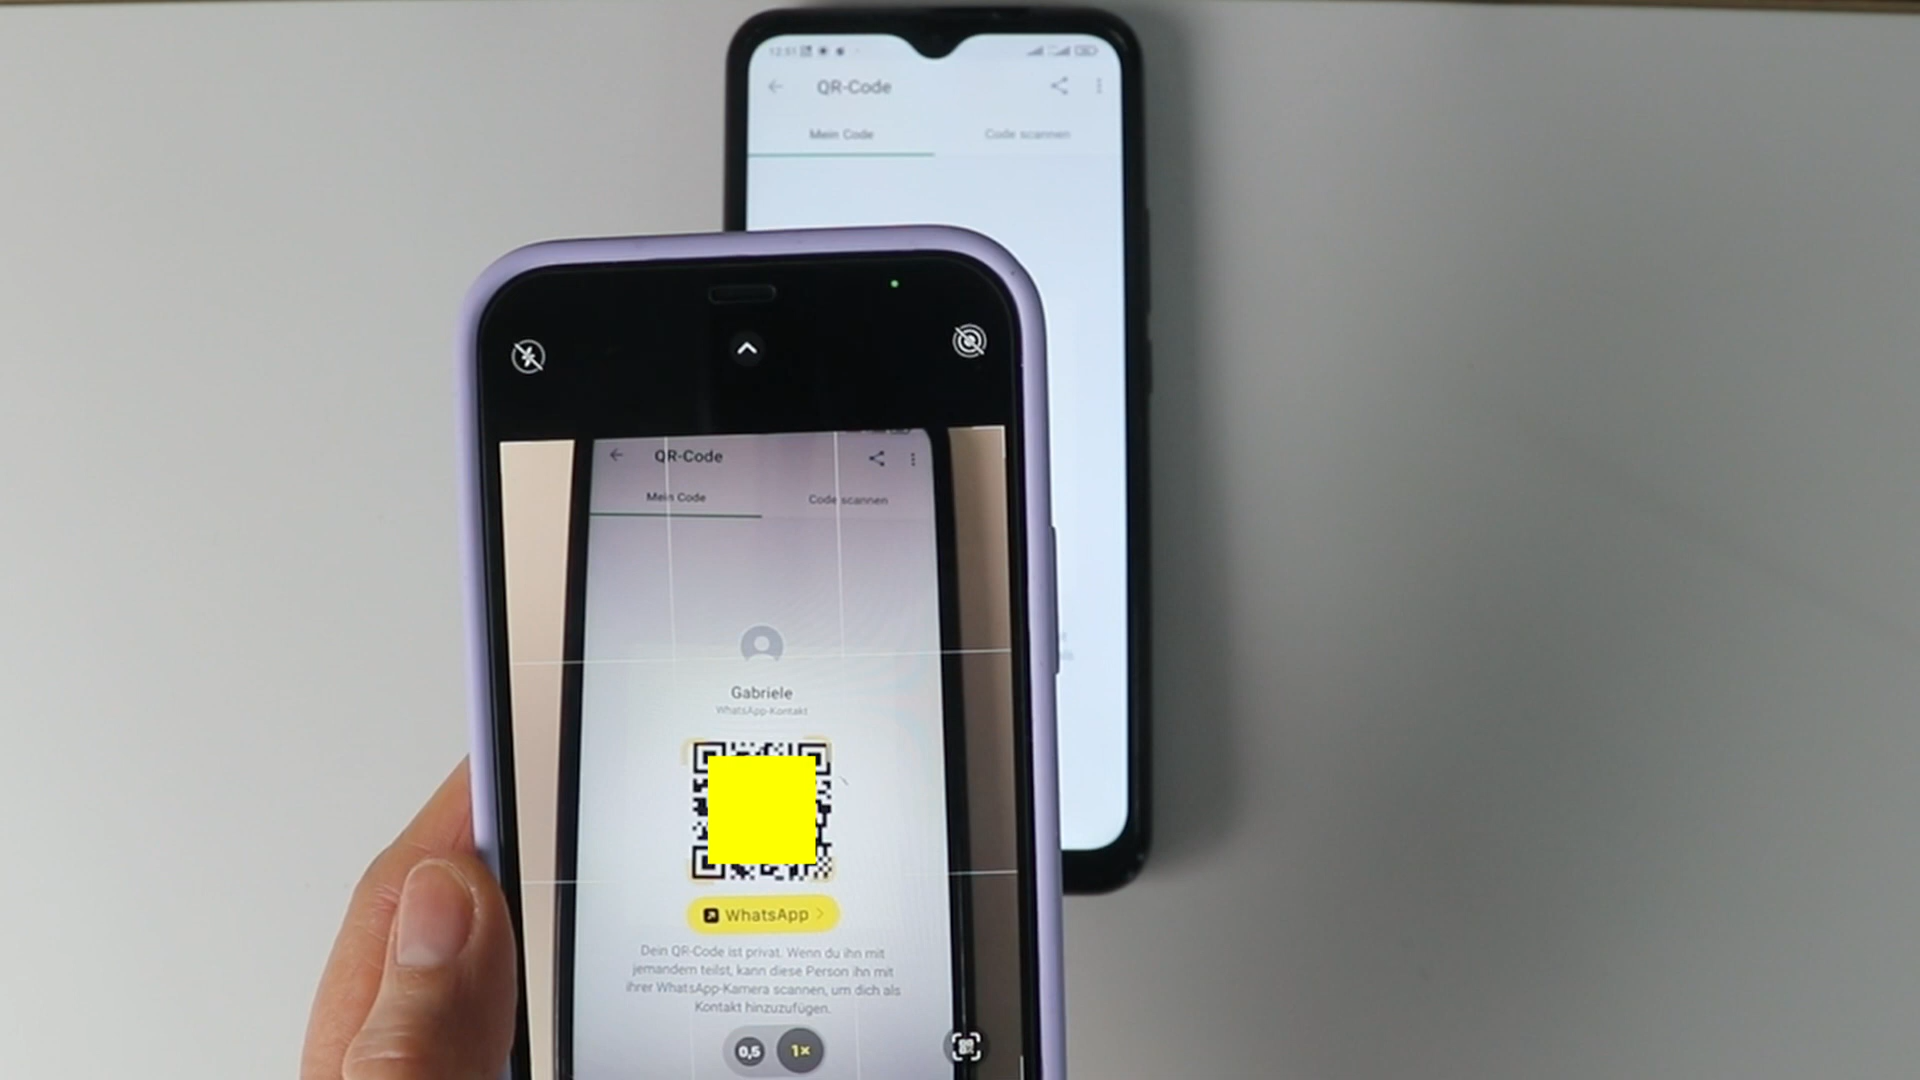 12:51
QR-Code
Mein Code Code scannen
QR-Code
Mein Code Code scannen
Gabriele
WhatsApp-Kontakt
WhatsApp
Dein QR-Code ist privat. Wenn du ihn mit
jemandem teilst, kann diese Person ihn mit
ihrer WhatsApp-Kamera scannen, um dich als
Kontakt hinzuzufügen.
0,5 1×